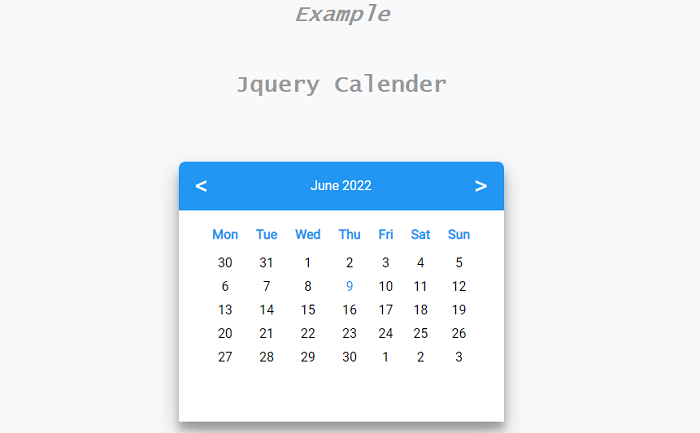 Example
Jquery Calender
< June 2022 >
Mon Tue Wed Thu Fri Sat Sun
30 31 1 2 3 4 5
6 7 8 9 10 11 12
13 14 15 16 17 18 19
20 21 22 23 24 25 26
27 28 29 30 1 2 3